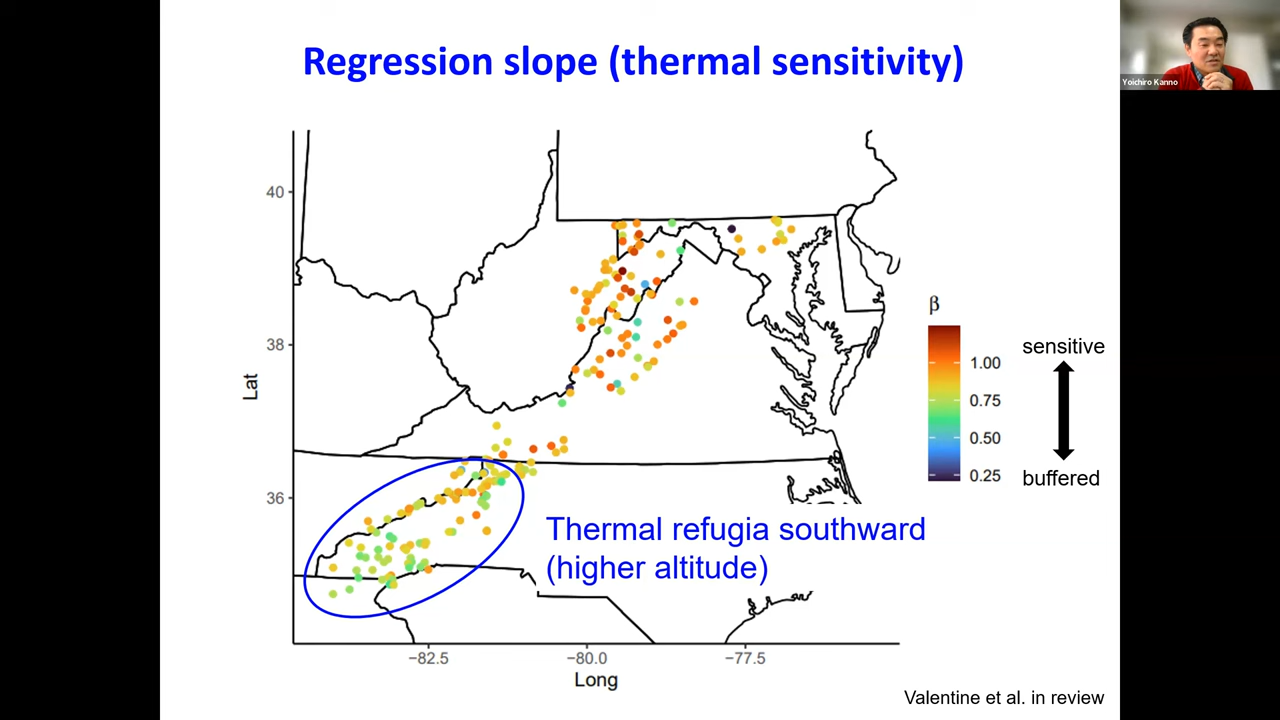 Regression slope (thermal sensitivity)
Yoichiro Kanno
40
38
36
Lat
−82.5
−80.0
−77.5
Long
β
1.00
0.75
0.50
0.25
sensitive
buffered
Thermal refugia southward
(higher altitude)
Valentine et al. in review